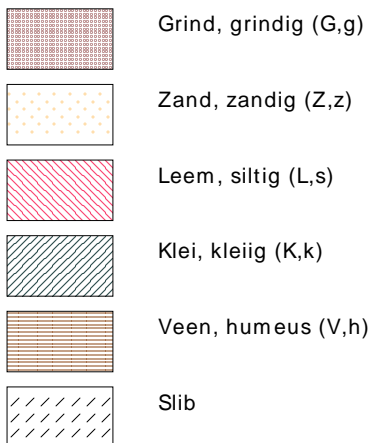 Grind, grindig (G,g)
Zand, zandig (Z,z)
Leem, siltig (L,s)
Klei, kleiig (K,k)
Veen, humeus (V,h)
Slib